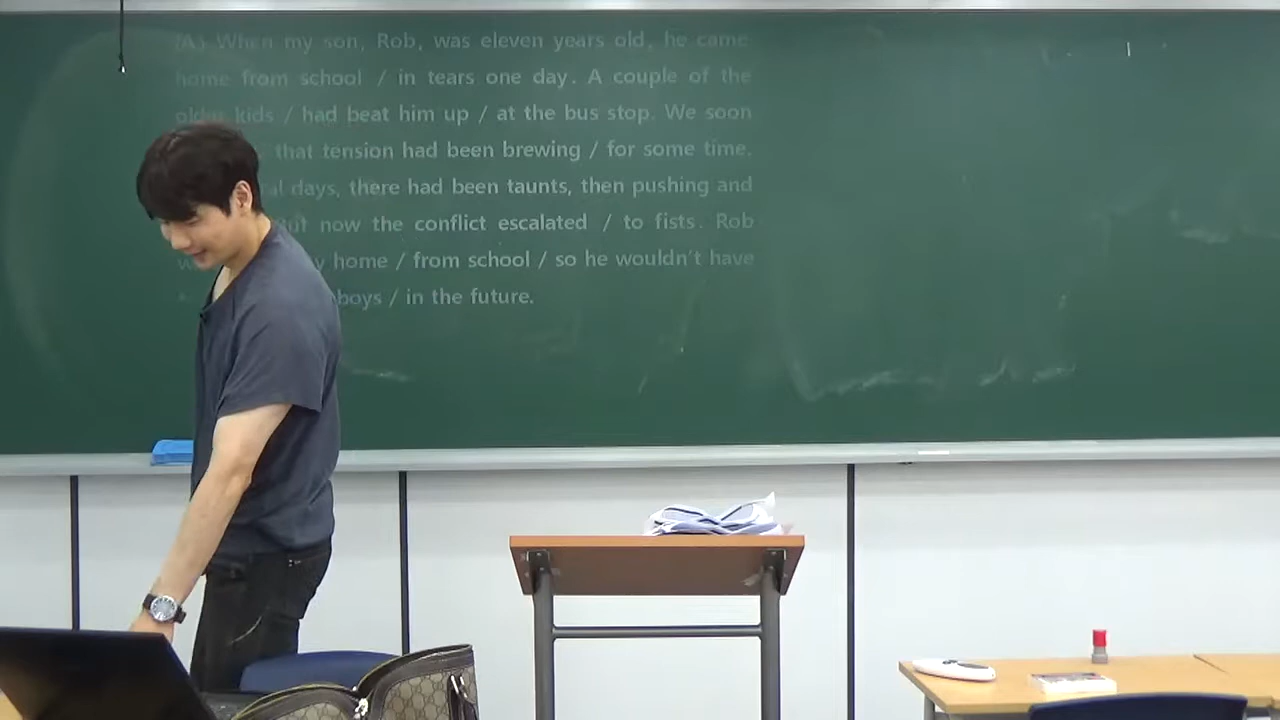 (A) When my son, Rob, was eleven years old, he came
home from school / in tears one day. A couple of the
older kids / had beat him up / at the bus stop. We soon
that tension had been brewing / for some time.
days, there had been taunts, then pushing and
but now the conflict escalated / to fists. Rob
home / from school / so he wouldn't have
boys / in the future.